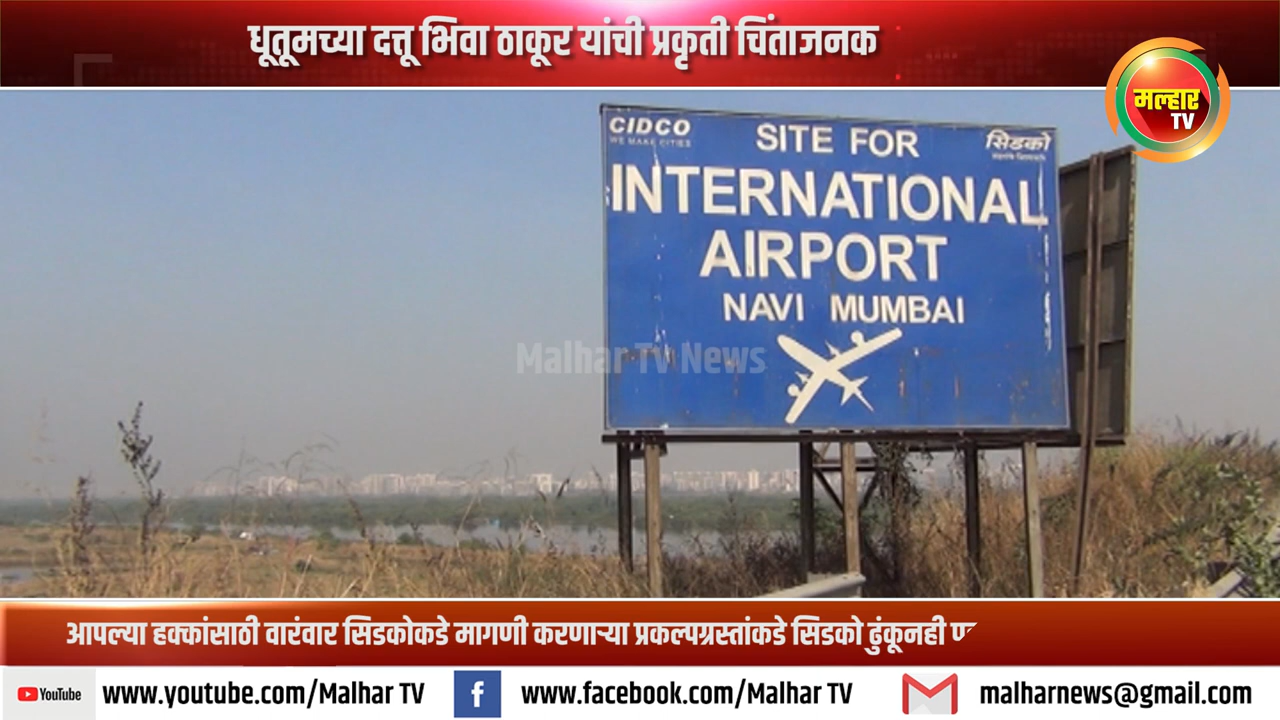 धूतूमच्या दत्तू भिवा ठाकूर यांची प्रकृती चिंताजनक
मल्हार
TV
CIDCO
WE MAKE CITIES
सिडको
SITE FOR
INTERNATIONAL
AIRPORT
NAVI MUMBAI
Malhar Tv News
आपल्या हक्कांसाठी वारंवार सिडकोकडे मागणी करणाऱ्या प्रकल्पग्रस्तांकडे सिडको ढुंकूनही
YouTube
www.youtube.com/Malhar TV
www.facebook.com/Malhar TV
malharnews@gmail.com